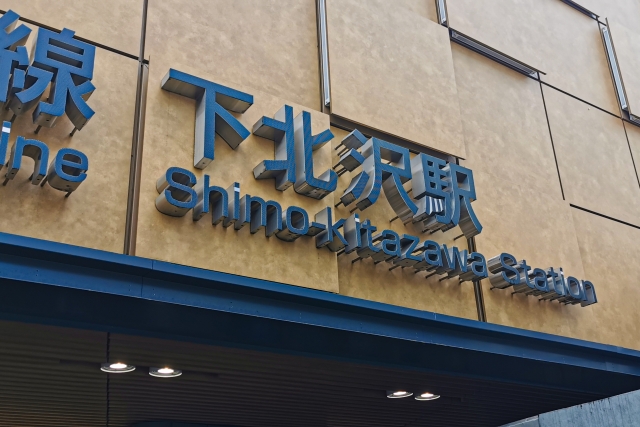 線
ine
下北沢駅
Shimo-kitazawa Station